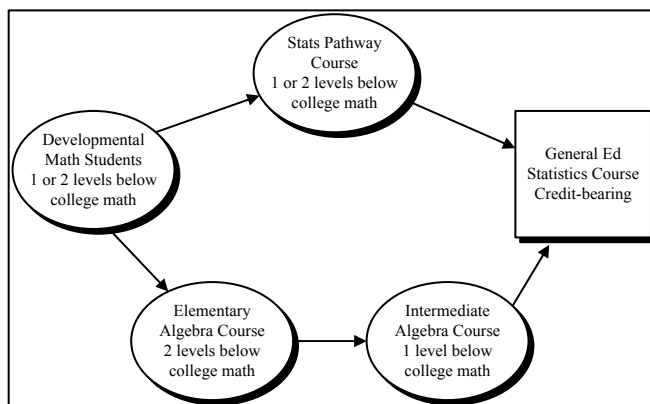 Stats Pathway
Course
1 or 2 levels below
college math
Developmental
Math Students
1 or 2 levels below
college math
General Ed
Statistics Course
Credit-bearing
Elementary
Algebra Course
2 levels below
college math
Intermediate
Algebra Course
1 level below
college math